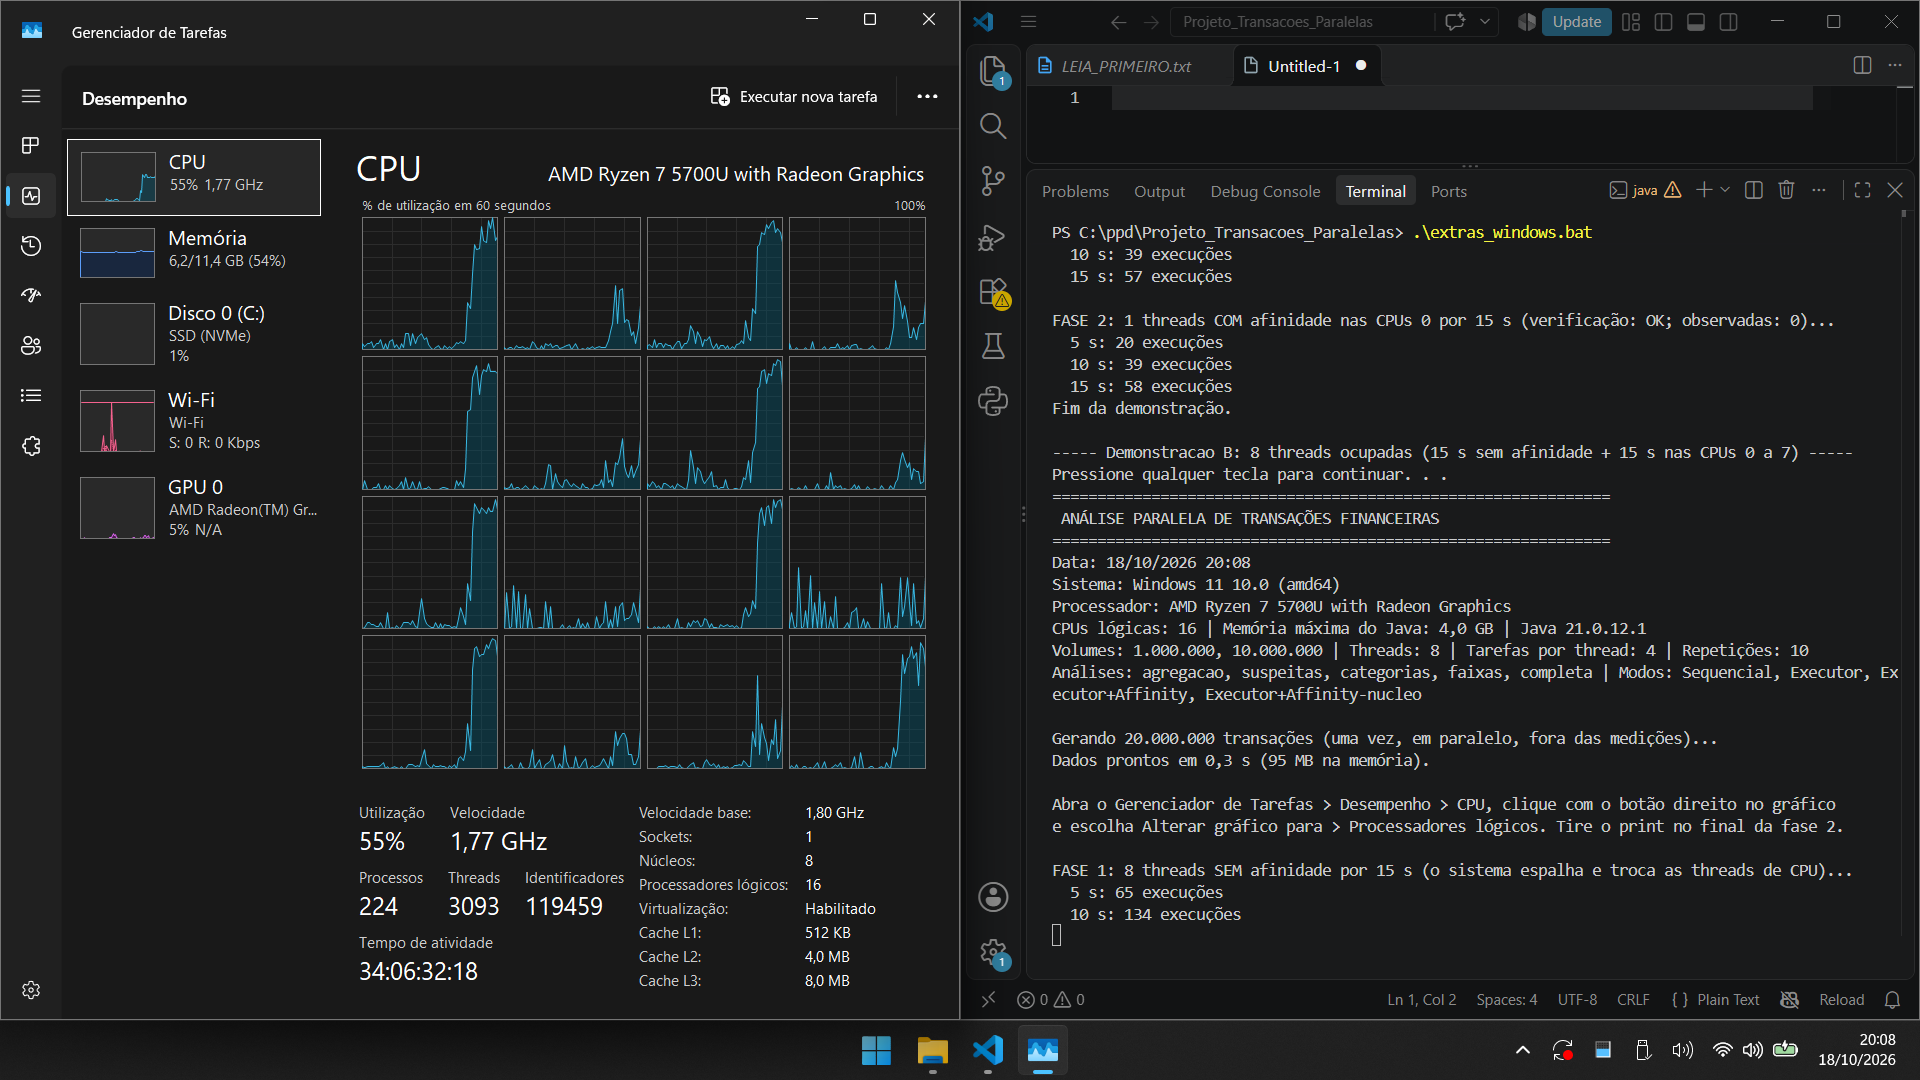 Gerenciador de Tarefas
Desempenho
Executar nova tarefa
CPU
55% 1,77 GHz
Memória
6,2/11,4 GB (54%)
Disco 0 (C:)
SSD (NVMe)
1%
Wi-Fi
Wi-Fi
S: 0 R: 0 Kbps
GPU 0
AMD Radeon(TM) Gr...
5% N/A
CPU
AMD Ryzen 7 5700U with Radeon Graphics
% de utilização em 60 segundos
100%
Utilização
Velocidade
55%
1,77 GHz
Processos
Threads
Identificadores
224
3093
119459
Tempo de atividade
34:06:32:18
Velocidade base: 1,80 GHz
Sockets: 1
Núcleos: 8
Processadores lógicos: 16
Virtualização: Habilitado
Cache L1: 512 KB
Cache L2: 4,0 MB
Cache L3: 8,0 MB
Projeto_Transacoes_Paralelas
Update
1
LEIA_PRIMEIRO.txt
Untitled-1
1
Problems
Output
Debug Console
Terminal
Ports
java
PS C:\ppd\Projeto_Transacoes_Paralelas> .\extras_windows.bat
10 s: 39 execuções
15 s: 57 execuções
FASE 2: 1 threads COM afinidade nas CPUs 0 por 15 s (verificação: OK; observadas: 0)...
5 s: 20 execuções
10 s: 39 execuções
15 s: 58 execuções
Fim da demonstração.
----- Demonstracao B: 8 threads ocupadas (15 s sem afinidade + 15 s nas CPUs 0 a 7) -----
Pressione qualquer tecla para continuar. . .
==============================================================
ANÁLISE PARALELA DE TRANSAÇÕES FINANCEIRAS
==============================================================
Data: 18/10/2026 20:08
Sistema: Windows 11 10.0 (amd64)
Processador: AMD Ryzen 7 5700U with Radeon Graphics
CPUs lógicas: 16 | Memória máxima do Java: 4,0 GB | Java 21.0.12.1
Volumes: 1.000.000, 10.000.000 | Threads: 8 | Tarefas por thread: 4 | Repetições: 10
Análises: agregacao, suspeitas, categorias, faixas, completa | Modos: Sequencial, Executor, Ex
ecutor+Affinity, Executor+Affinity-nucleo
Gerando 20.000.000 transações (uma vez, em paralelo, fora das medições)...
Dados prontos em 0,3 s (95 MB na memória).
Abra o Gerenciador de Tarefas > Desempenho > CPU, clique com o botão direito no gráfico
e escolha Alterar gráfico para > Processadores lógicos. Tire o print no final da fase 2.
FASE 1: 8 threads SEM afinidade por 15 s (o sistema espalha e troca as threads de CPU)...
5 s: 65 execuções
10 s: 134 execuções
1
0 0
Ln 1, Col 2
Spaces: 4
UTF-8
CRLF
{ } Plain Text
Reload
20:08
18/10/2026